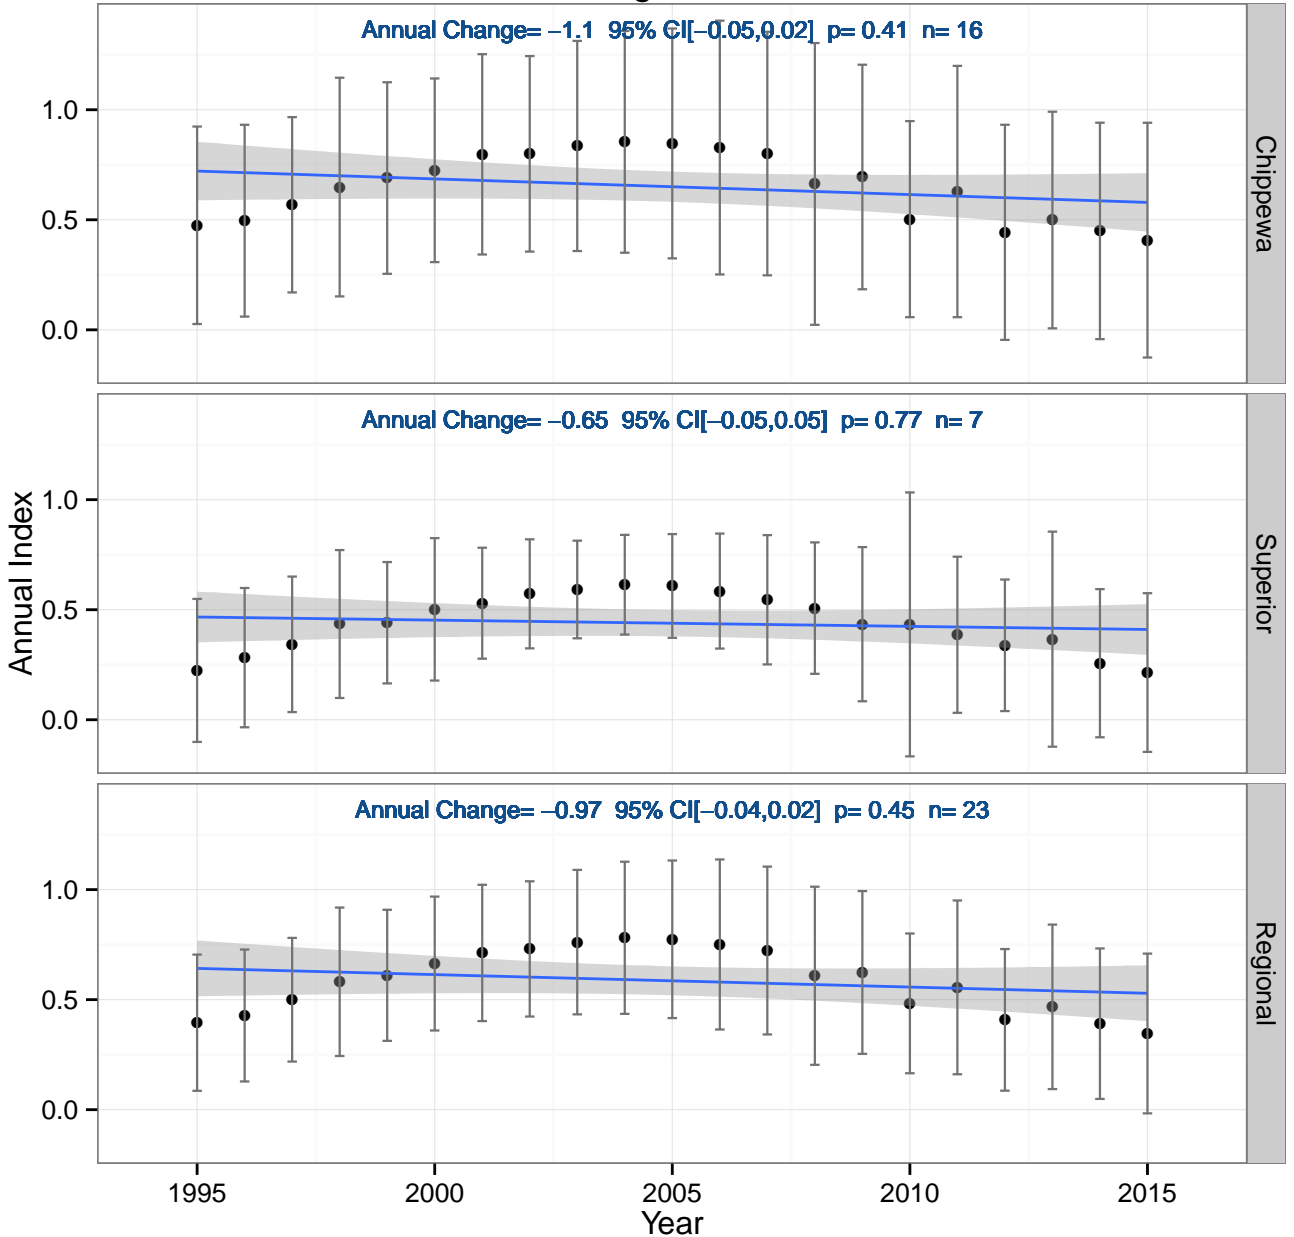 Annual Change= −1.1 95% CI[−0.05,0.02] p= 0.41 n= 16
1.0
0.5
0.0
Chippewa
Annual Change= −0.65 95% CI[−0.05,0.05] p= 0.77 n= 7
1.0
0.5
0.0
Superior
Annual Index
Annual Change= −0.97 95% CI[−0.04,0.02] p= 0.45 n= 23
1.0
0.5
0.0
Regional
1995 2000 2005 2010 2015
Year